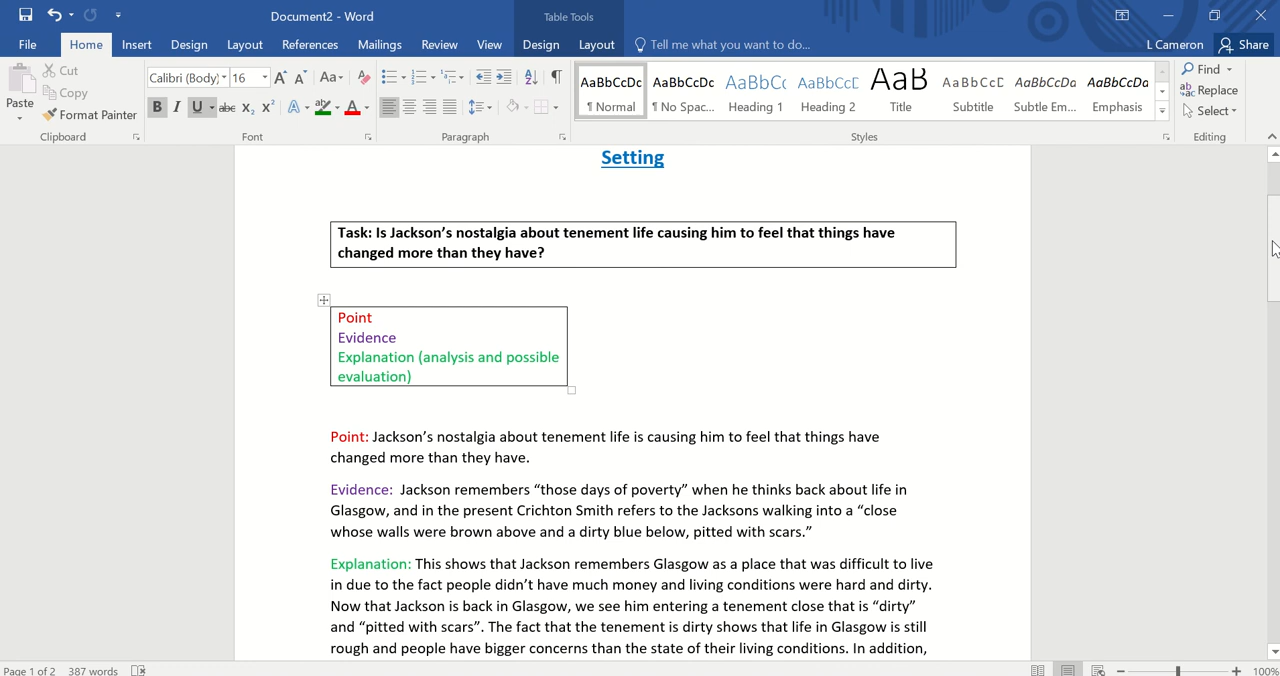 Document2 - Word
Table Tools
File Home Insert Design Layout References Mailings Review View Design Layout Tell me what you want to do... L Cameron Share
Paste
Cut
Copy
Format Painter
Clipboard
Calibri (Body) 16
Font
Paragraph
AaBbCcDc AaBbCcDc AaBbC AaBbCcE AaB AaBbCcD AaBbCcDa AaBbCcDa
¶ Normal ¶ No Spac... Heading 1 Heading 2 Title Subtitle Subtle Em... Emphasis
Styles
Find
Replace
Select
Editing
Setting
Task: Is Jackson’s nostalgia about tenement life causing him to feel that things have
changed more than they have?
Point
Evidence
Explanation (analysis and possible
evaluation)
Point: Jackson’s nostalgia about tenement life is causing him to feel that things have
changed more than they have.
Evidence:  Jackson remembers “those days of poverty” when he thinks back about life in
Glasgow, and in the present Crichton Smith refers to the Jacksons walking into a “close
whose walls were brown above and a dirty blue below, pitted with scars.”
Explanation: This shows that Jackson remembers Glasgow as a place that was difficult to live
in due to the fact people didn’t have much money and living conditions were hard and dirty.
Now that Jackson is back in Glasgow, we see him entering a tenement close that is “dirty”
and “pitted with scars”. The fact that the tenement is dirty shows that life in Glasgow is still
rough and people have bigger concerns than the state of their living conditions. In addition,
Page 1 of 2 387 words 100%